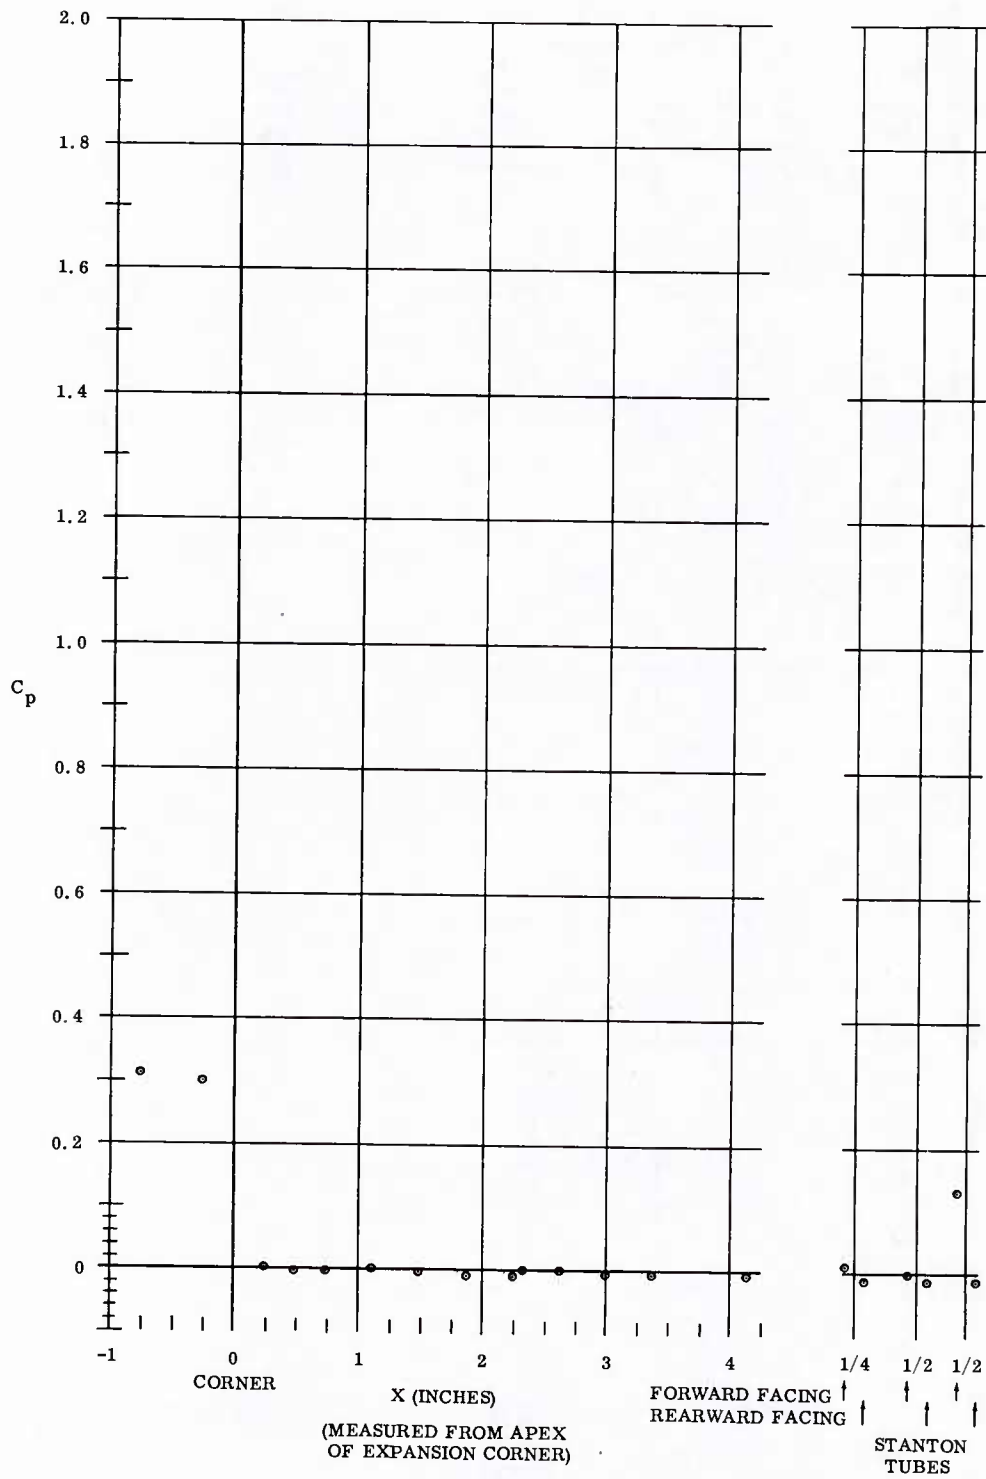 2.0
1.8
1.6
1.4
1.2
1.0
Cp
0.8
0.6
0.4
0.2
0
-1 0 1 2 3 4 1/4 1/2 1/2
CORNER
X (INCHES)
(MEASURED FROM APEX
OF EXPANSION CORNER)
FORWARD FACING
REARWARD FACING
STANTON
TUBES